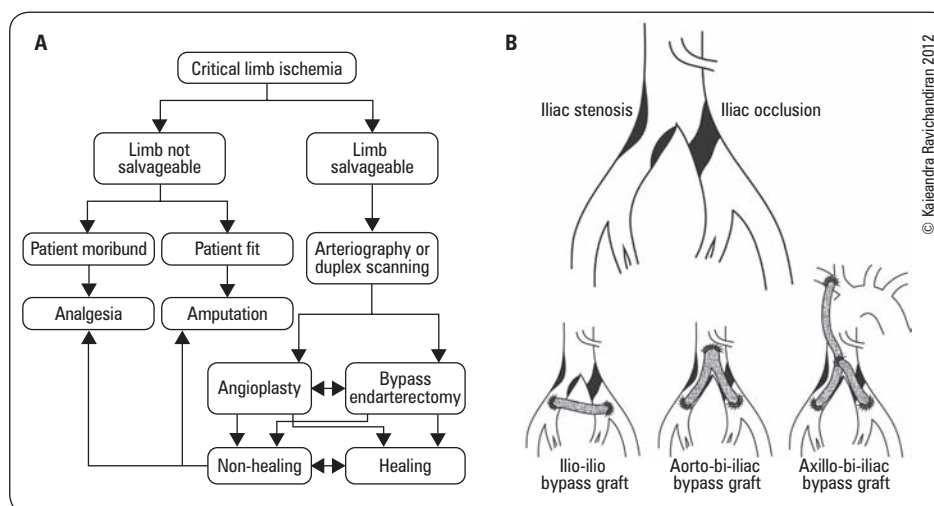 A
Critical limb ischemia
Limb not
salvageable
Limb
salvageable
Patient moribund
Patient fit
Arteriography or
duplex scanning
Analgesia
Amputation
Angioplasty
Bypass
endarterectomy
Non-healing
Healing
B
Iliac stenosis
Iliac occlusion
Ilio-ilio
bypass graft
Aorto-bi-iliac
bypass graft
Axillo-bi-iliac
bypass graft
© Kaieandra Ravichandiran 2012